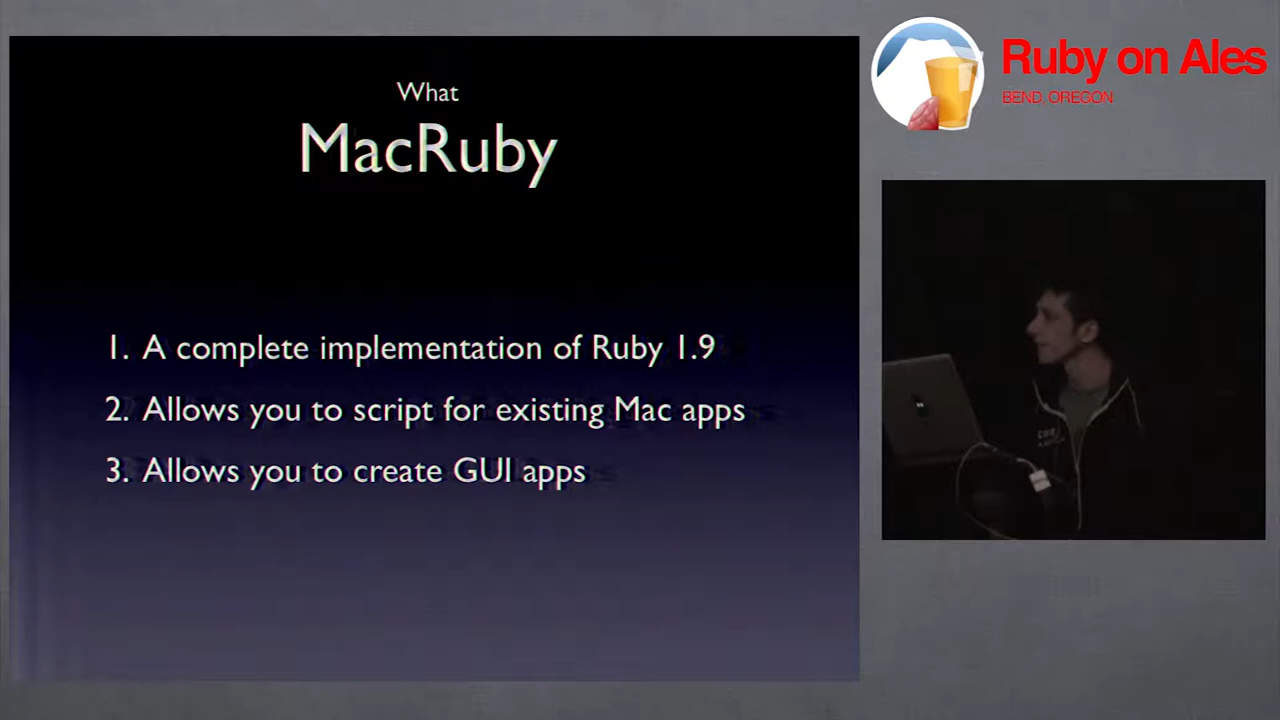 What
MacRuby
1. A complete implementation of Ruby 1.9
2. Allows you to script for existing Mac apps
3. Allows you to create GUI apps
Ruby on Ales
BEND, OREGON